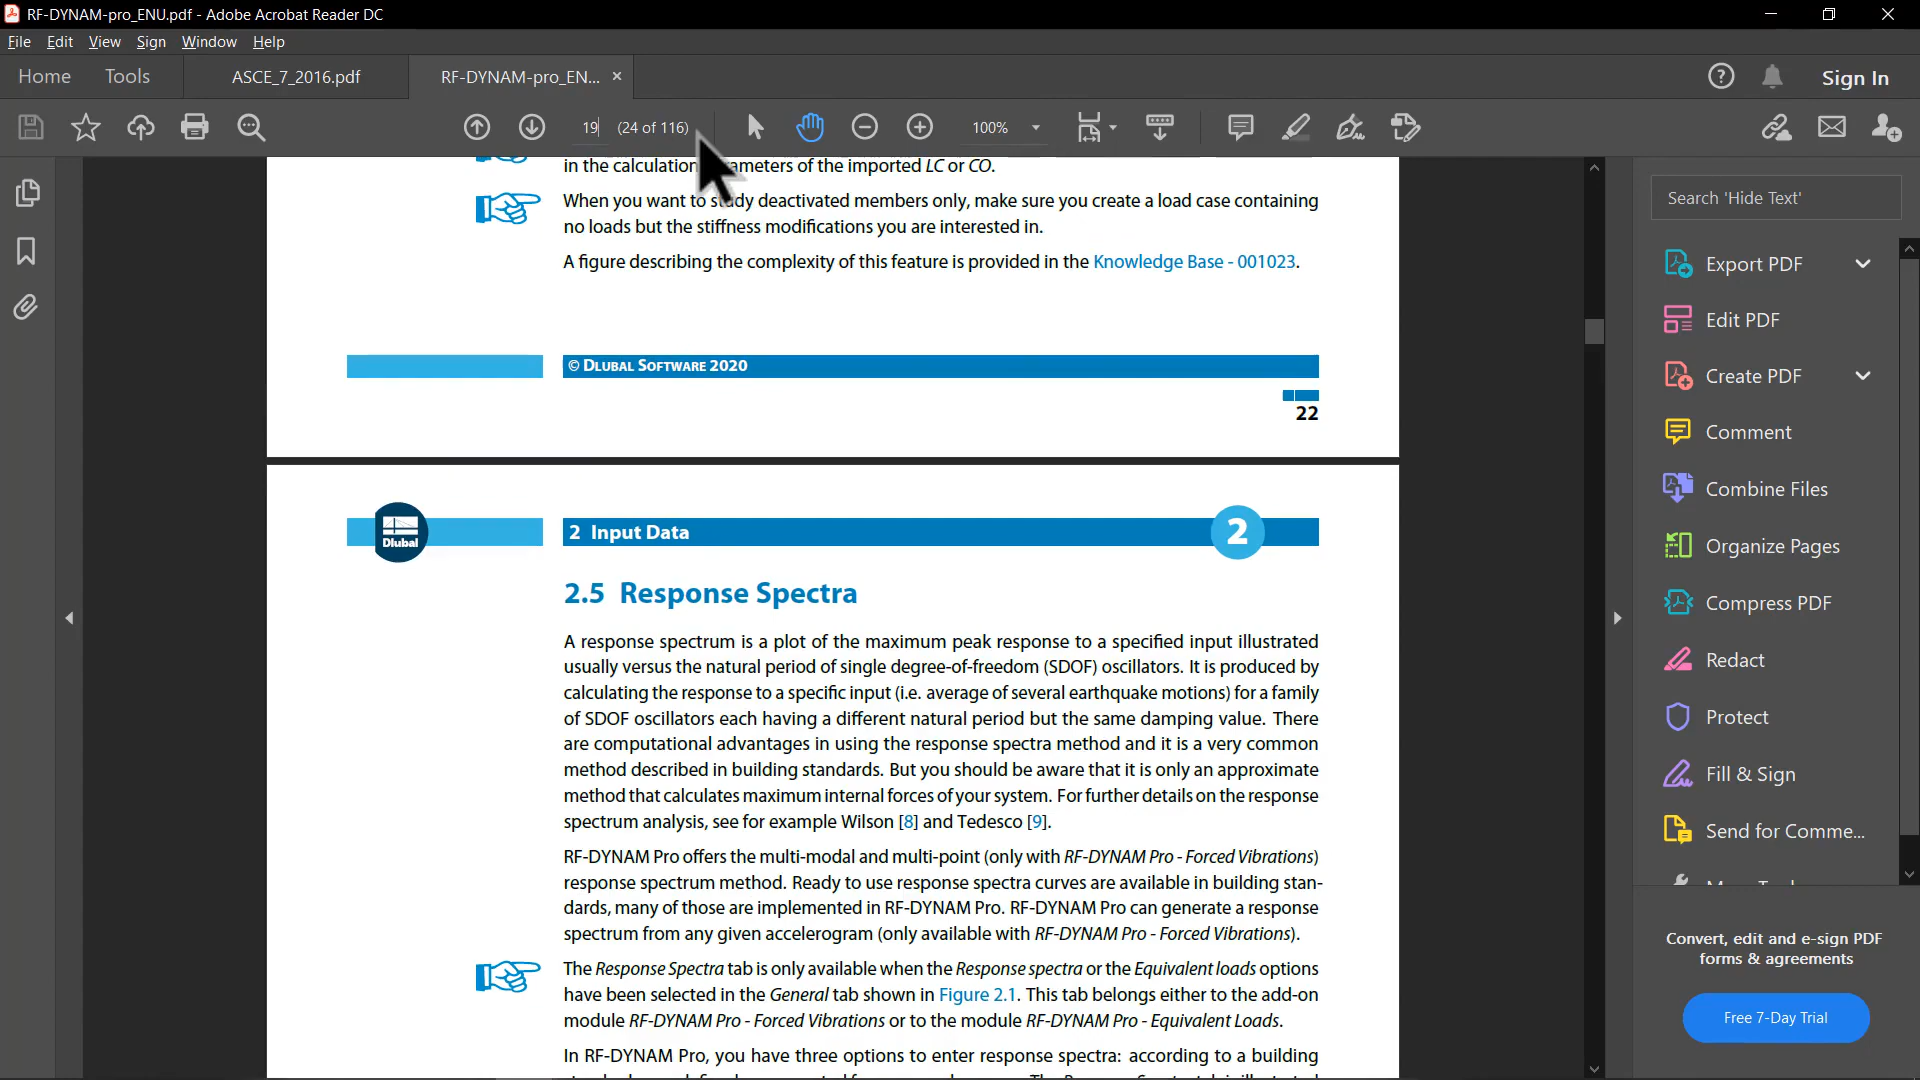 RF-DYNAM-pro_ENU.pdf - Adobe Acrobat Reader DC
File Edit View Sign Window Help
Home Tools ASCE_7_2016.pdf RF-DYNAM-pro_EN... × Sign In
19 (24 of 116) 100%
in the calculation meters of the imported LC or CO.
When you want to study deactivated members only, make sure you create a load case containing
no loads but the stiffness modifications you are interested in.
A figure describing the complexity of this feature is provided in the Knowledge Base - 001023.
© DLUBAL SOFTWARE 2020
22
Dlubal
2 Input Data
2
2.5 Response Spectra
A response spectrum is a plot of the maximum peak response to a specified input illustrated
usually versus the natural period of single degree-of-freedom (SDOF) oscillators. It is produced by
calculating the response to a specific input (i.e. average of several earthquake motions) for a family
of SDOF oscillators each having a different natural period but the same damping value. There
are computational advantages in using the response spectra method and it is a very common
method described in building standards. But you should be aware that it is only an approximate
method that calculates maximum internal forces of your system. For further details on the response
spectrum analysis, see for example Wilson [8] and Tedesco [9].
RF-DYNAM Pro offers the multi-modal and multi-point (only with RF-DYNAM Pro - Forced Vibrations)
response spectrum method. Ready to use response spectra curves are available in building stan-
dards, many of those are implemented in RF-DYNAM Pro. RF-DYNAM Pro can generate a response
spectrum from any given accelerogram (only available with RF-DYNAM Pro - Forced Vibrations).
The Response Spectra tab is only available when the Response spectra or the Equivalent loads options
have been selected in the General tab shown in Figure 2.1. This tab belongs either to the add-on
module RF-DYNAM Pro - Forced Vibrations or to the module RF-DYNAM Pro - Equivalent Loads.
In RF-DYNAM Pro, you have three options to enter response spectra: according to a building
Search 'Hide Text'
Export PDF
Edit PDF
Create PDF
Comment
Combine Files
Organize Pages
Compress PDF
Redact
Protect
Fill & Sign
Send for Comme...
Convert, edit and e-sign PDF
forms & agreements
Free 7-Day Trial